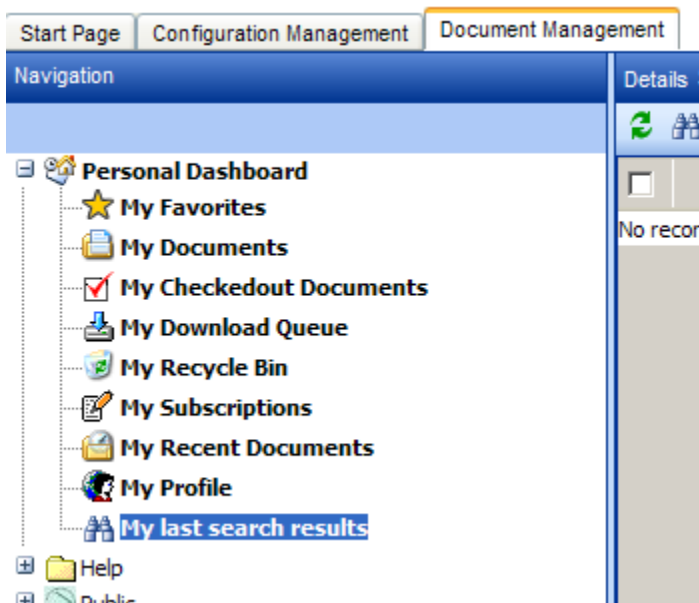 Start Page Configuration Management Document Management
Navigation Details
Personal Dashboard
My Favorites
No recor
My Documents
My Checkedout Documents
My Download Queue
My Recycle Bin
My Subscriptions
My Recent Documents
My Profile
My last search results
Help
Public